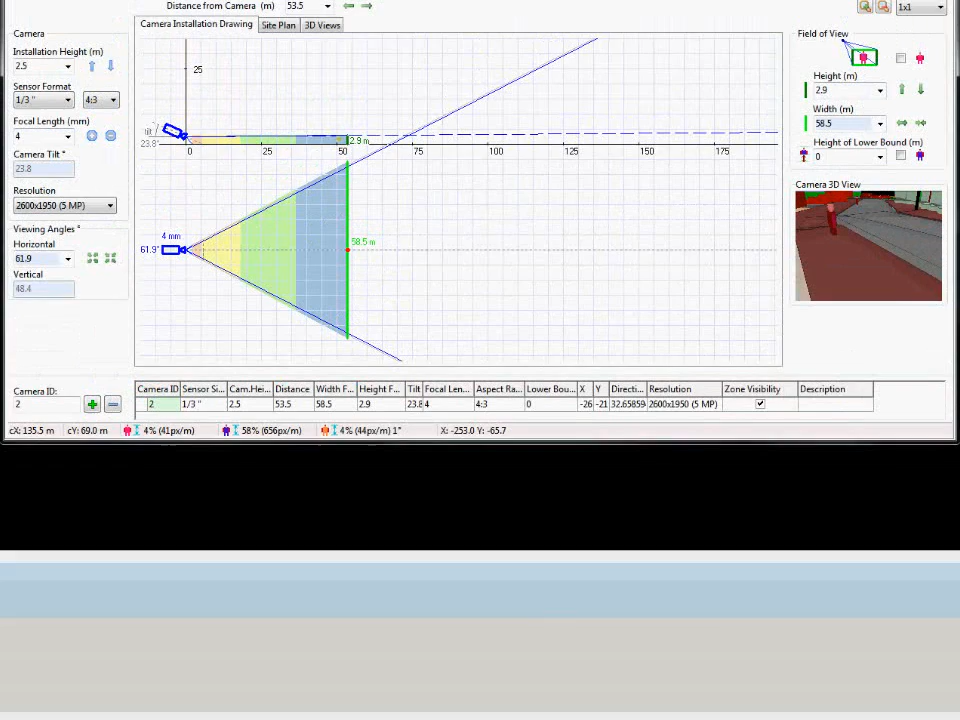 Distance from Camera (m) 53.5
1x1
Camera Installation Drawing Site Plan 3D Views
Camera
Installation Height (m)
2.5
Sensor Format
1/3 " 4:3
Focal Length (mm)
4
Camera Tilt °
23.8
Resolution
2600x1950 (5 MP)
Viewing Angles °
Horizontal
61.9
Vertical
48.4
25
tilt
23.8°
2.9 m
0 25 50 75 100 125 150 175
4 mm
61.9°
58.5 m
Field of View
Height (m)
2.9
Width (m)
58.5
Height of Lower Bound (m)
0
Camera 3D View
Camera ID:
2
Camera ID Sensor Si... Cam.Hei... Distance Width F... Height F... Tilt Focal Len... Aspect Ra... Lower Bou... X Y Directi... Resolution Zone Visibility Description
2 1/3 " 2.5 53.5 58.5 2.9 23.8 4 4:3 0 -26 -21 32.65859 2600x1950 (5 MP)
cX: 135.5 m cY: 69.0 m 4% (41px/m) 58% (656px/m) 4% (44px/m) 1" X: -253.0 Y: -65.7